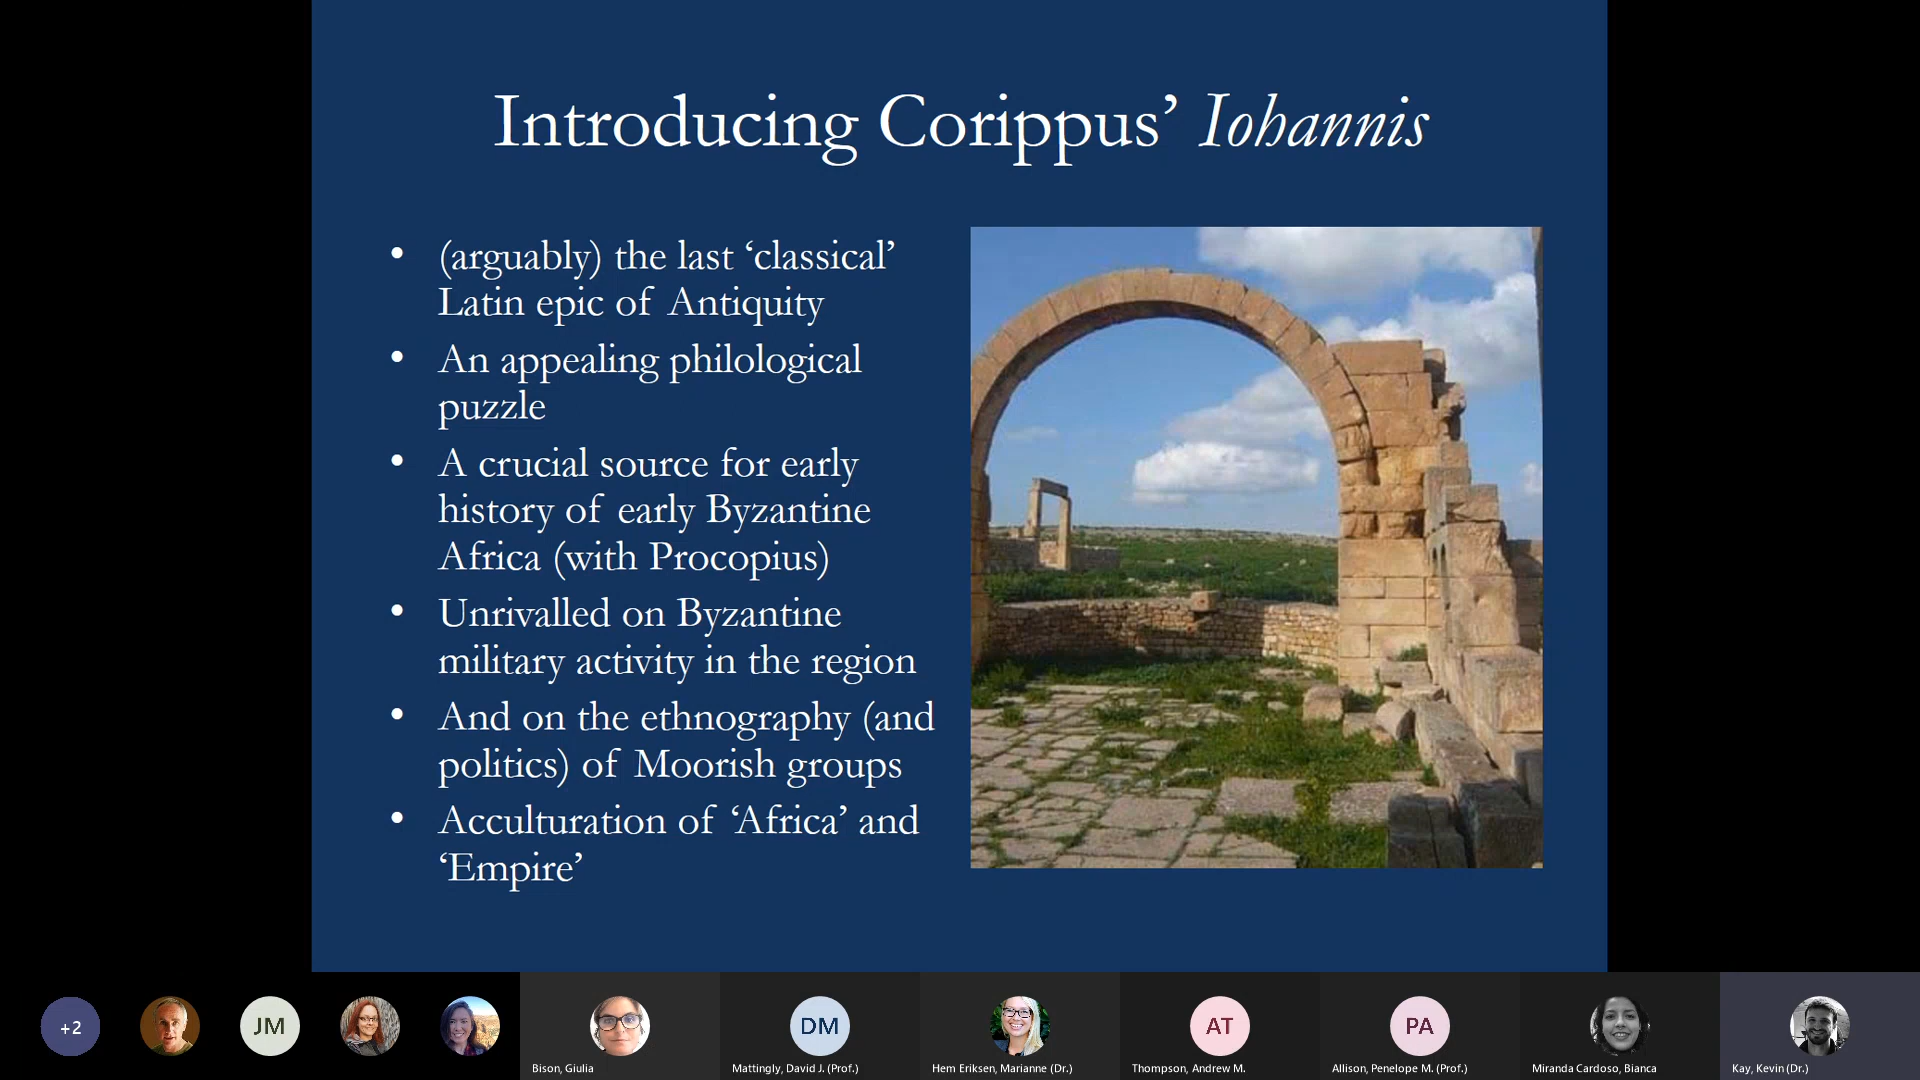 Introducing Corippus’ Iohannis
• (arguably) the last ‘classical’
Latin epic of Antiquity
• An appealing philological
puzzle
• A crucial source for early
history of early Byzantine
Africa (with Procopius)
• Unrivalled on Byzantine
military activity in the region
• And on the ethnography (and
politics) of Moorish groups
• Acculturation of ‘Africa’ and
‘Empire’
+2
JM
DM
AT
PA
Bison, Giulia
Mattingly, David J. (Prof.)
Hem Eriksen, Marianne (Dr.)
Thompson, Andrew M.
Allison, Penelope M. (Prof.)
Miranda Cardoso, Bianca
Kay, Kevin (Dr.)